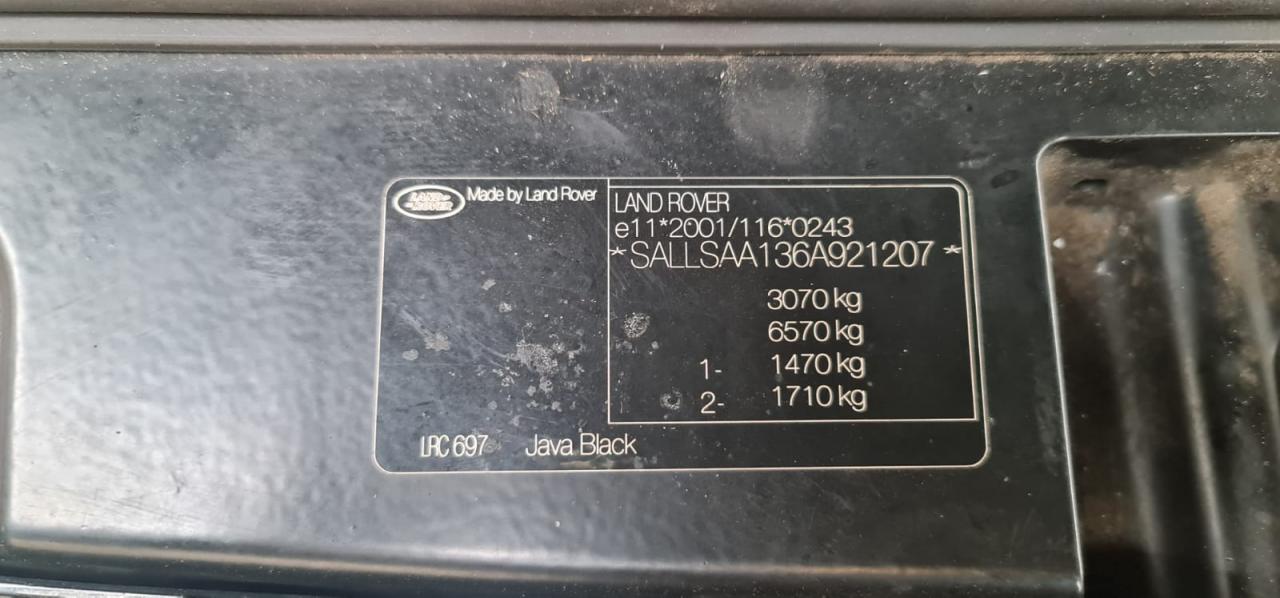 LAND ROVER
Made by Land Rover
LAND ROVER
e11*2001/116*0243
*SALLSAA136A921207*
3070 kg
6570 kg
1- 1470 kg
2- 1710 kg
LRC 697 Java Black